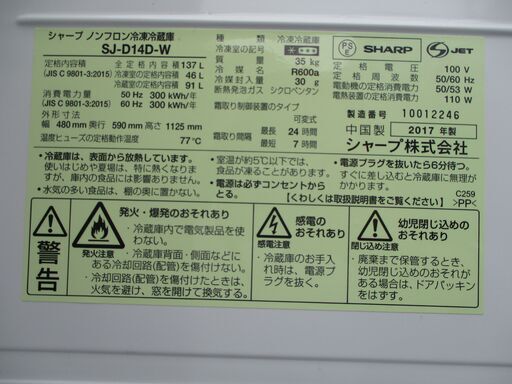 シャープ ノンフロン冷凍冷蔵庫
SJ-D14D-W
定格内容積 全定格内容積 137 L
(JIS C 9801-3:2015) 冷凍室の定格内容積 46 L
冷蔵室の定格内容積 91 L
消費電力量 50 Hz 300 kWh/年
(JIS C 9801-3:2015) 60 Hz 300 kWh/年
外形寸法
幅 480 mm 奥行 590 mm 高さ 1125 mm
温度ヒューズの定格動作温度 77℃
種類 冷凍冷蔵庫
冷凍室の記号
質量 35 kg
冷媒 R600a
冷媒封入量 30 g
断熱材発泡ガス シクロペンタン
霜取り制御装置のタイプ
可変式
霜取り間隔 最長 24 時間
最短 7 時間
PS
E
SHARP
JET
定格電圧 100 V
定格周波数 50/60 Hz
電動機の定格消費電力 50/53 W
電熱装置の定格消費電力 110 W
製造番号 10012246
中国製 2017 年製
シャープ株式会社
・冷蔵庫は、表面から放熱しています。
使いはじめや夏場は、特に熱くなりますが、庫内の食品には影響ありません。
・水気の多い食品は、棚の奥に置かない。
・室温が約5℃以下では、食品が凍ることがあります。
・電源は必ずコンセントから、とる。
・電源プラグを抜いたら6分待つ。
すぐに差し込むと冷蔵庫に無理がかかります。
【くわしくは取扱説明書をご覧ください】
C259
>PP<
警告
発火注意
発火・爆発のおそれあり
・冷蔵庫内で電気製品を使わない。
・冷蔵庫背面・側面などにある冷却回路(配管)を傷付けない。
・冷却回路(配管)を傷付けたときは、火気を避け、窓を開けて換気する。
感電注意
感電のおそれあり
・冷蔵庫のお手入れ時は、電源プラグを抜く。
閉じ込め注意
幼児閉じ込めのおそれあり
・廃棄まで保管するとき、幼児閉じ込めのおそれがある場合は、ドアパッキンをはずす。